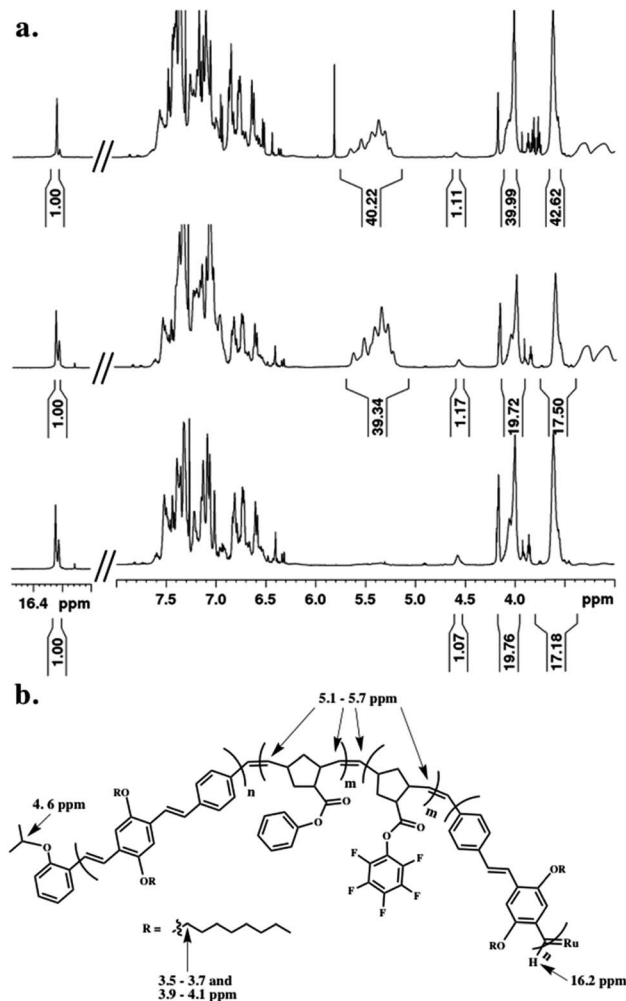 a.
1.00
40.22
1.11
39.99
42.62
1.00
39.34
1.17
19.72
17.50
16.4 ppm
7.5 7.0 6.5 6.0 5.5 5.0 4.5 4.0 ppm
1.00
1.07
19.76
17.18
b.
5.1 - 5.7 ppm
4. 6 ppm
RO
OR
n
O
O
m
O
O
F
F
F
F
F
m
O
OR
RO
n
Ru
H
R =
3.5 - 3.7 and
3.9 - 4.1 ppm
16.2 ppm